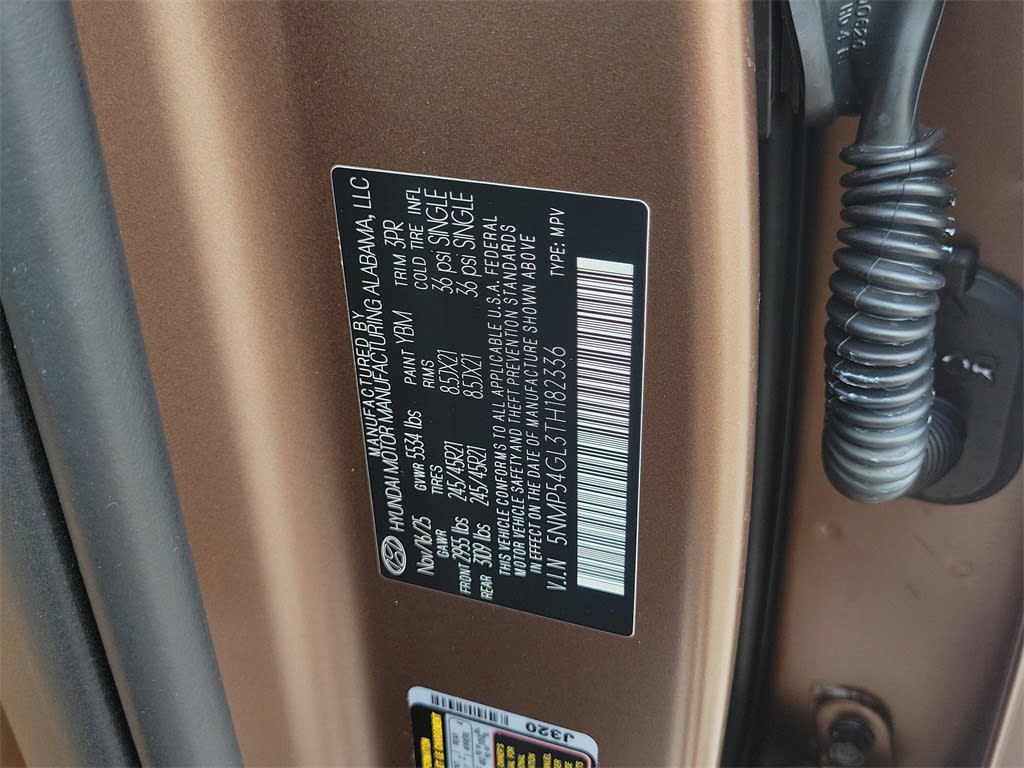 MANUFACTURED BY
HYUNDAI MOTOR MANUFACTURING ALABAMA, LLC
Nov/16/25 GVWR 5534 lbs PAINT YBM TRIM 3PR
GAWR TIRES RIMS COLD TIRE INFL
FRONT 2955 lbs 245/45R21 8.5JX21 36 psi SINGLE
REAR 3109 lbs 245/45R21 8.5JX21 36 psi SINGLE
THIS VEHICLE CONFORMS TO ALL APPLICABLE U.S.A. FEDERAL
MOTOR VEHICLE SAFETY AND THEFT PREVENTION STANDARDS
IN EFFECT ON THE DATE OF MANUFACTURE SHOWN ABOVE
V.I.N 5NMP54GL3TH182336 TYPE: MPV
J320